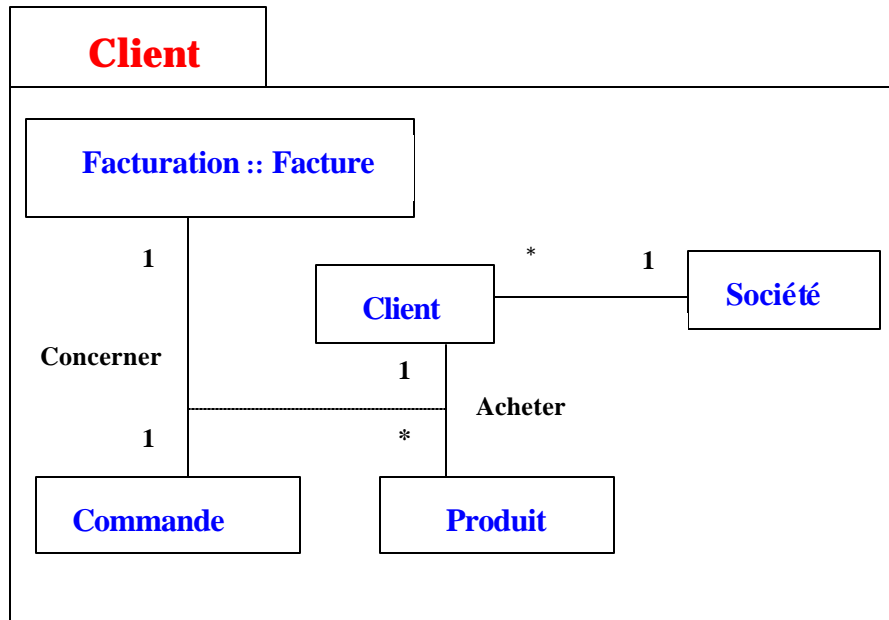 Client
Facturation :: Facture
1
*
1
Client
Société
Concerner
1
Acheter
1
*
Commande
Produit